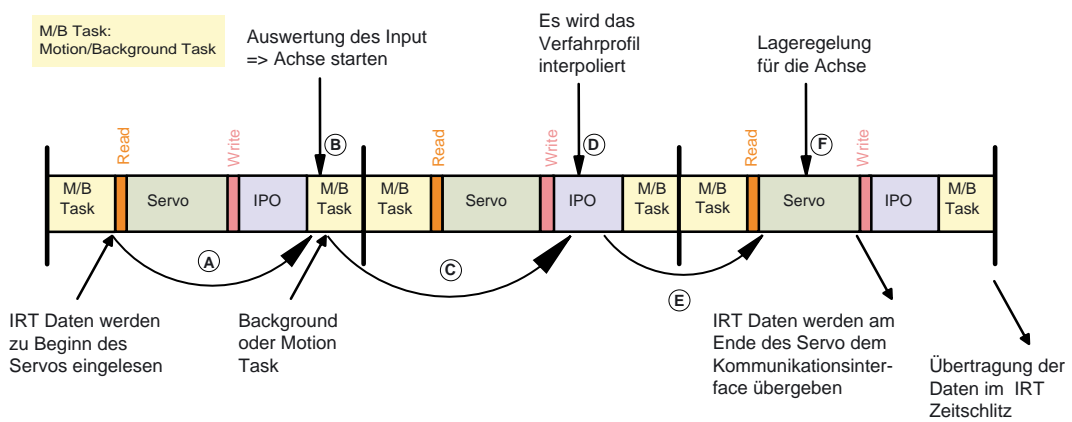 M/B Task:
Motion/Background Task
Auswertung des Input
=> Achse starten
Es wird das
Verfahrprofil
interpoliert
Lageregelung
für die Achse
Read
Write
B
Read
Write
D
Read
F
Write
M/B
Task
Servo
IPO
M/B
Task
M/B
Task
Servo
IPO
M/B
Task
M/B
Task
Servo
IPO
M/B
Task
A
C
E
IRT Daten werden
zu Beginn des
Servos eingelesen
Background
oder Motion
Task
IRT Daten werden am
Ende des Servo dem
Kommunikationsinter-
face übergeben
Übertragung der
Daten im IRT
Zeitschlitz